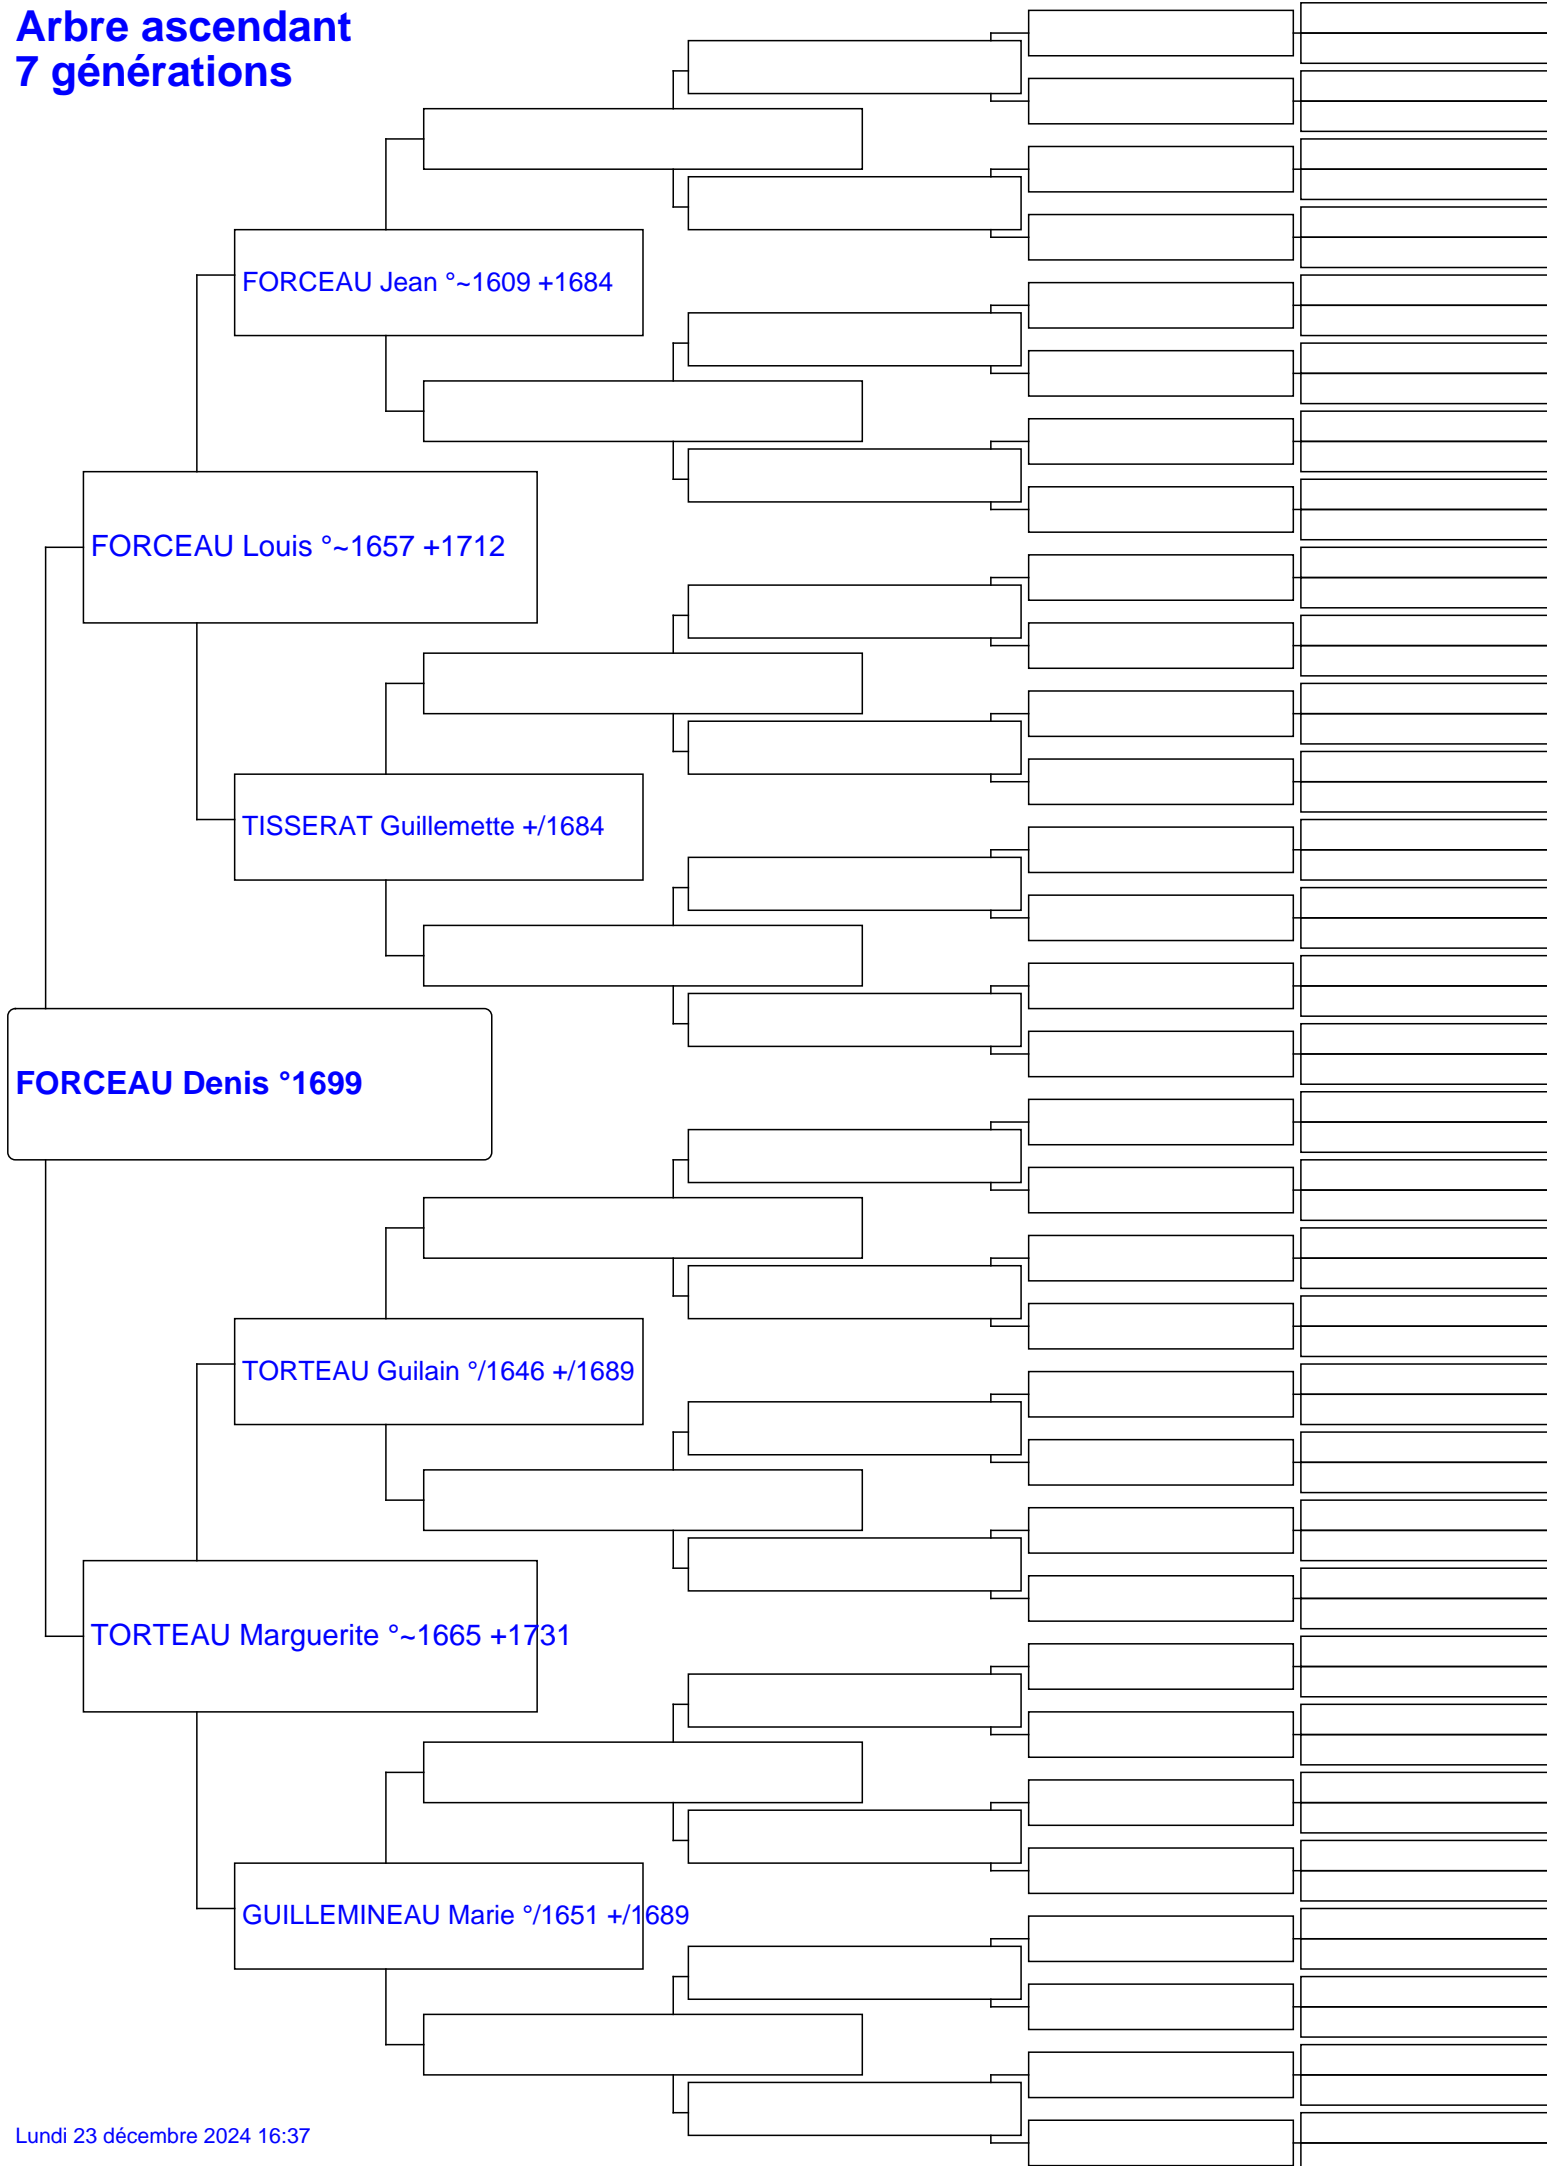 Arbre ascendant
7 générations
FORCEAU Jean °~1609 +1684
FORCEAU Louis °~1657 +1712
TISSERAT Guillemette +/1684
FORCEAU Denis °1699
TORTEAU Guilain °/1646 +/1689
TORTEAU Marguerite °~1665 +1731
GUILLEMINEAU Marie °/1651 +/1689
Lundi 23 décembre 2024 16:37